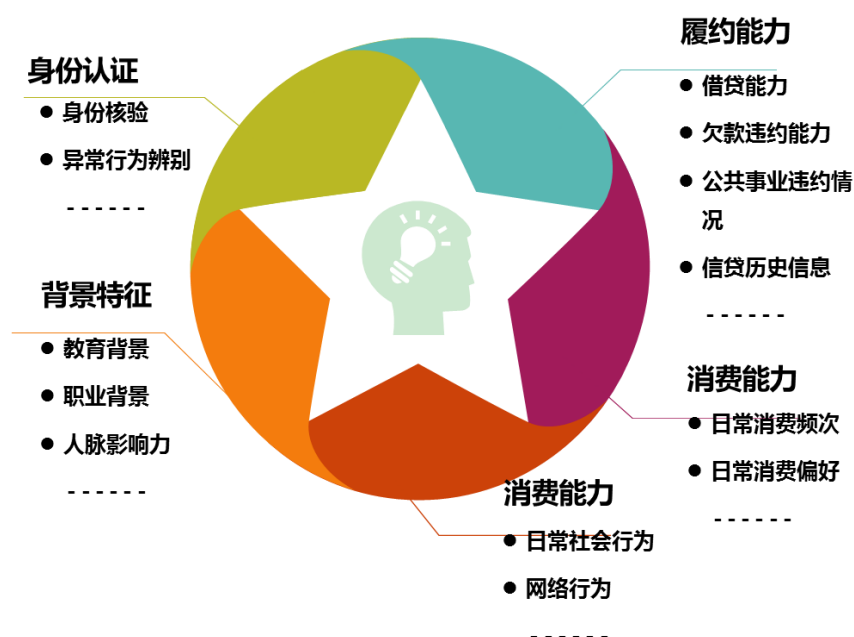 身份认证
● 身份核验
● 异常行为辨别
------
背景特征
● 教育背景
● 职业背景
● 人脉影响力
------
履约能力
● 借贷能力
● 欠款违约能力
● 公共事业违约情
况
● 信贷历史信息
------
消费能力
● 日常消费频次
● 日常消费偏好
------
消费能力
● 日常社会行为
● 网络行为
------